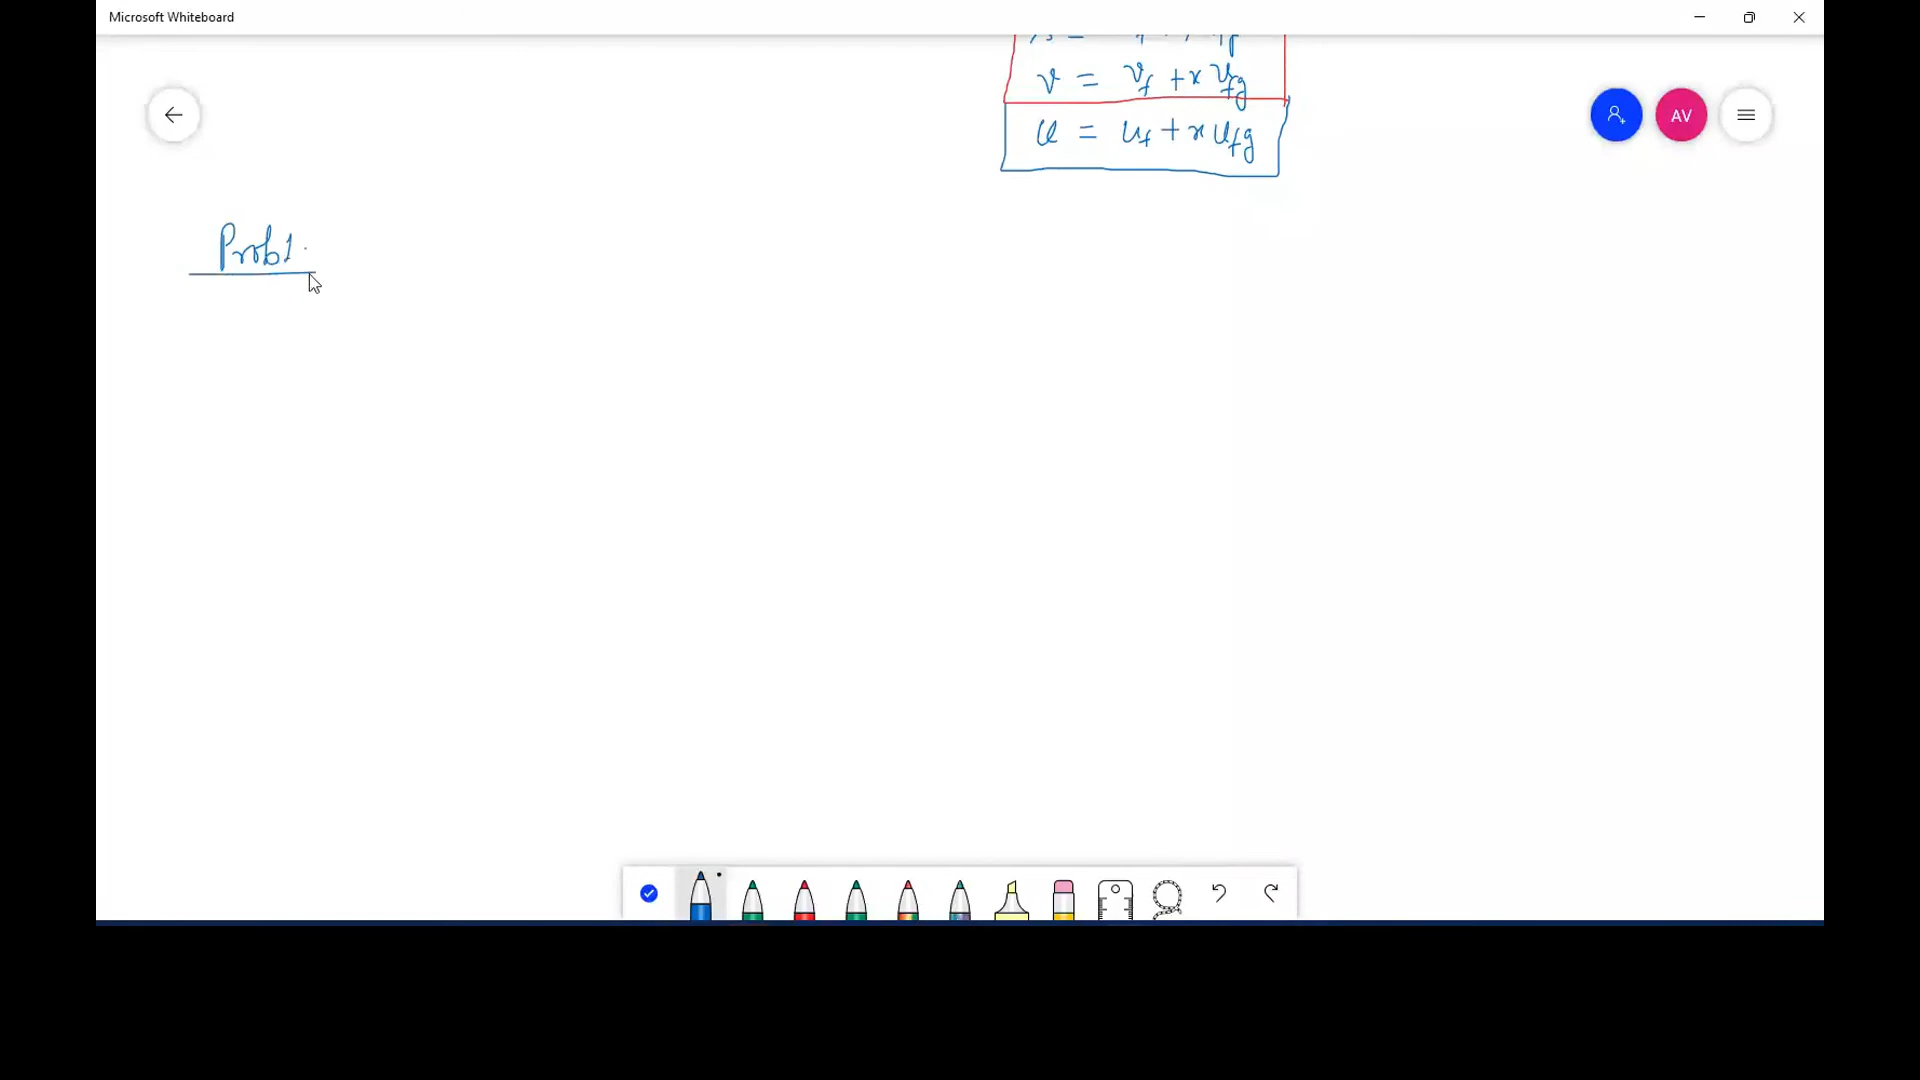 Microsoft Whiteboard
v = v_f + x v_fg
u = u_f + x u_fg
AV
Prob1.